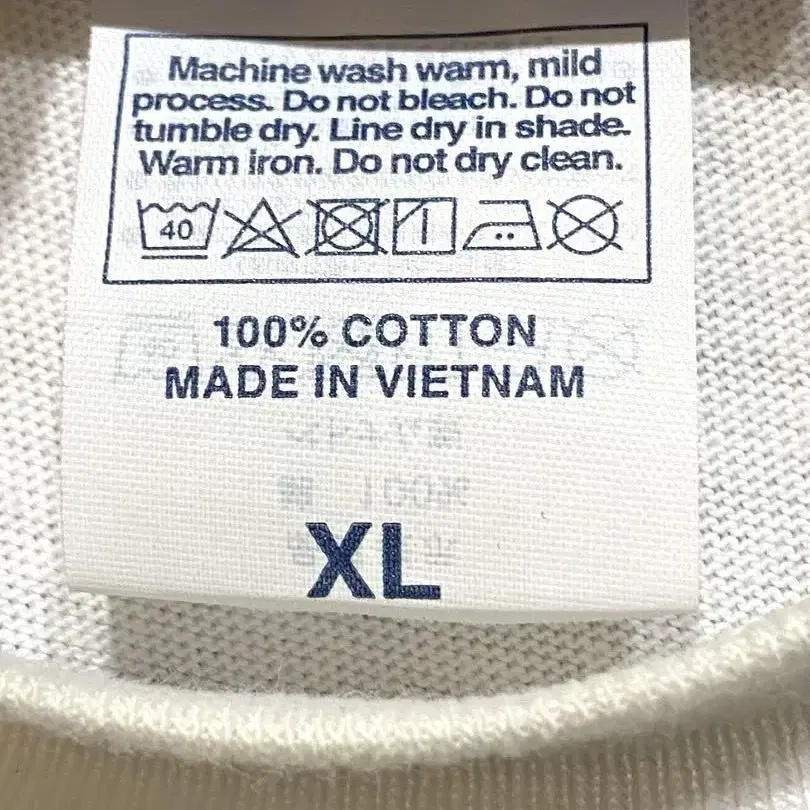 Machine wash warm, mild
process. Do not bleach. Do not
tumble dry. Line dry in shade.
Warm iron. Do not dry clean.
40
100% COTTON
MADE IN VIETNAM
XL